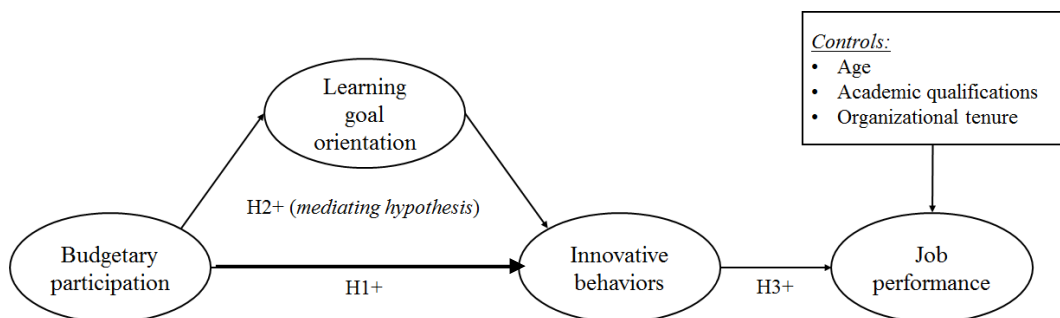 Controls:
• Age
• Academic qualifications
• Organizational tenure
Learning
goal
orientation
H2+ (mediating hypothesis)
Budgetary
participation
H1+
Innovative
behaviors
H3+
Job
performance